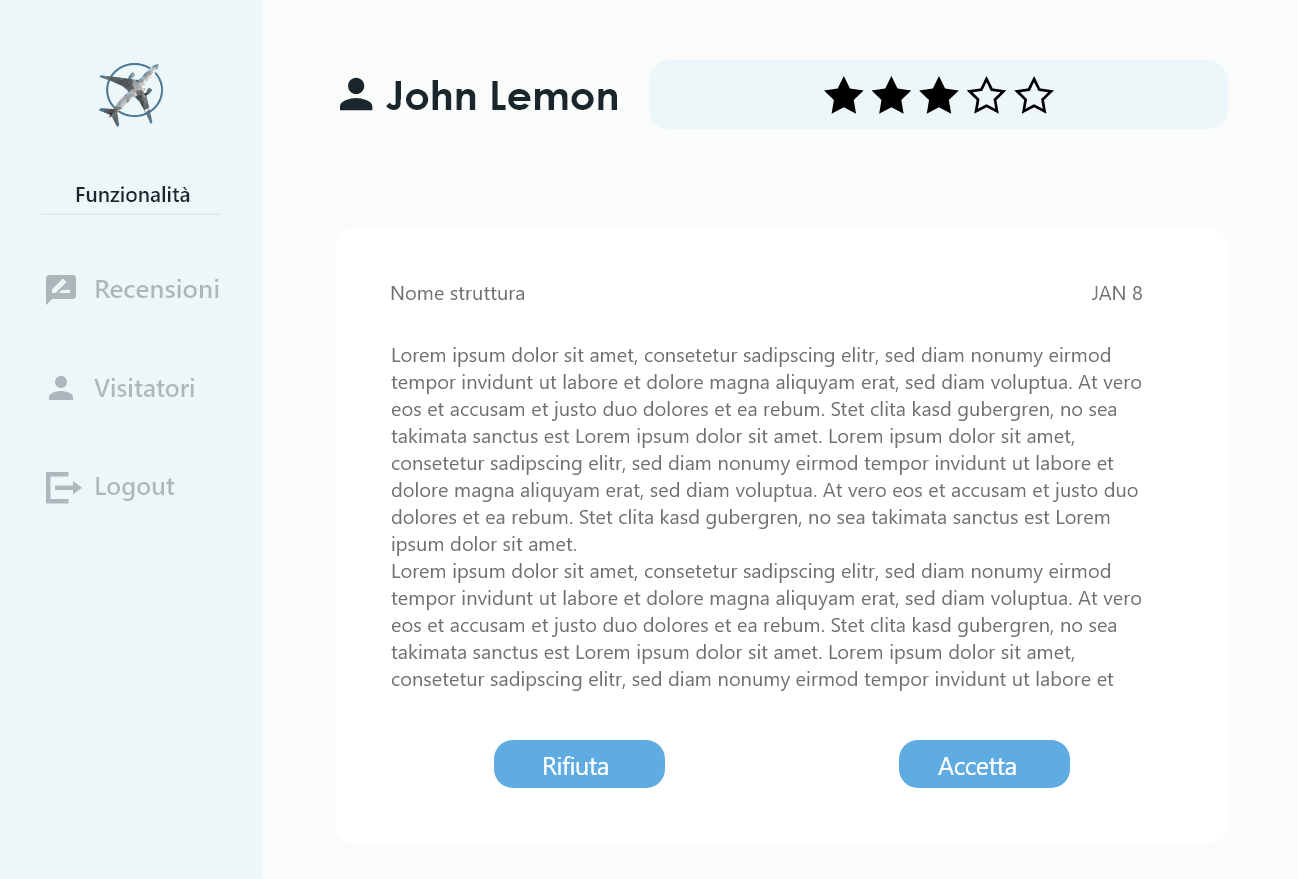 John Lemon
Funzionalità
Recensioni
Visitatori
Logout
Nome struttura
JAN 8
Lorem ipsum dolor sit amet, consetetur sadipscing elitr, sed diam nonumy eirmod
tempor invidunt ut labore et dolore magna aliquyam erat, sed diam voluptua. At vero
eos et accusam et justo duo dolores et ea rebum. Stet clita kasd gubergren, no sea
takimata sanctus est Lorem ipsum dolor sit amet. Lorem ipsum dolor sit amet,
consetetur sadipscing elitr, sed diam nonumy eirmod tempor invidunt ut labore et
dolore magna aliquyam erat, sed diam voluptua. At vero eos et accusam et justo duo
dolores et ea rebum. Stet clita kasd gubergren, no sea takimata sanctus est Lorem
ipsum dolor sit amet.
Lorem ipsum dolor sit amet, consetetur sadipscing elitr, sed diam nonumy eirmod
tempor invidunt ut labore et dolore magna aliquyam erat, sed diam voluptua. At vero
eos et accusam et justo duo dolores et ea rebum. Stet clita kasd gubergren, no sea
takimata sanctus est Lorem ipsum dolor sit amet. Lorem ipsum dolor sit amet,
consetetur sadipscing elitr, sed diam nonumy eirmod tempor invidunt ut labore et
Rifiuta
Accetta